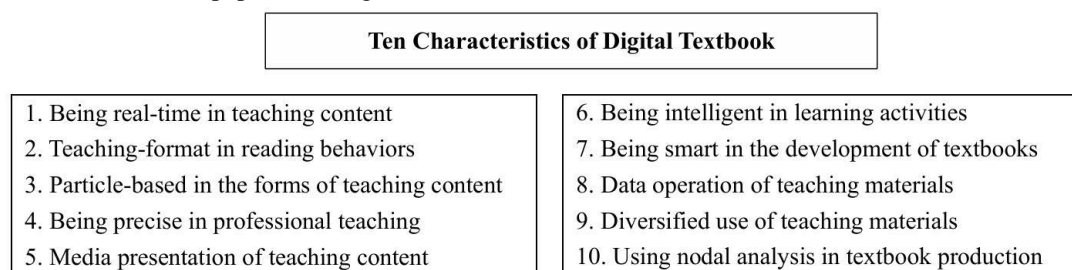 Ten Characteristics of Digital Textbook
1. Being real-time in teaching content
2. Teaching-format in reading behaviors
3. Particle-based in the forms of teaching content
4. Being precise in professional teaching
5. Media presentation of teaching content
6. Being intelligent in learning activities
7. Being smart in the development of textbooks
8. Data operation of teaching materials
9. Diversified use of teaching materials
10. Using nodal analysis in textbook production